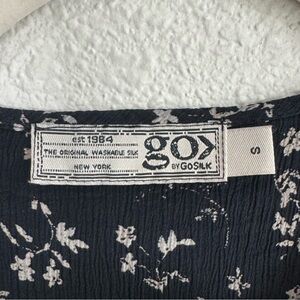 est 1984
THE ORIGINAL WASHABLE SILK
NEW YORK
go>
BY GOSILK
S